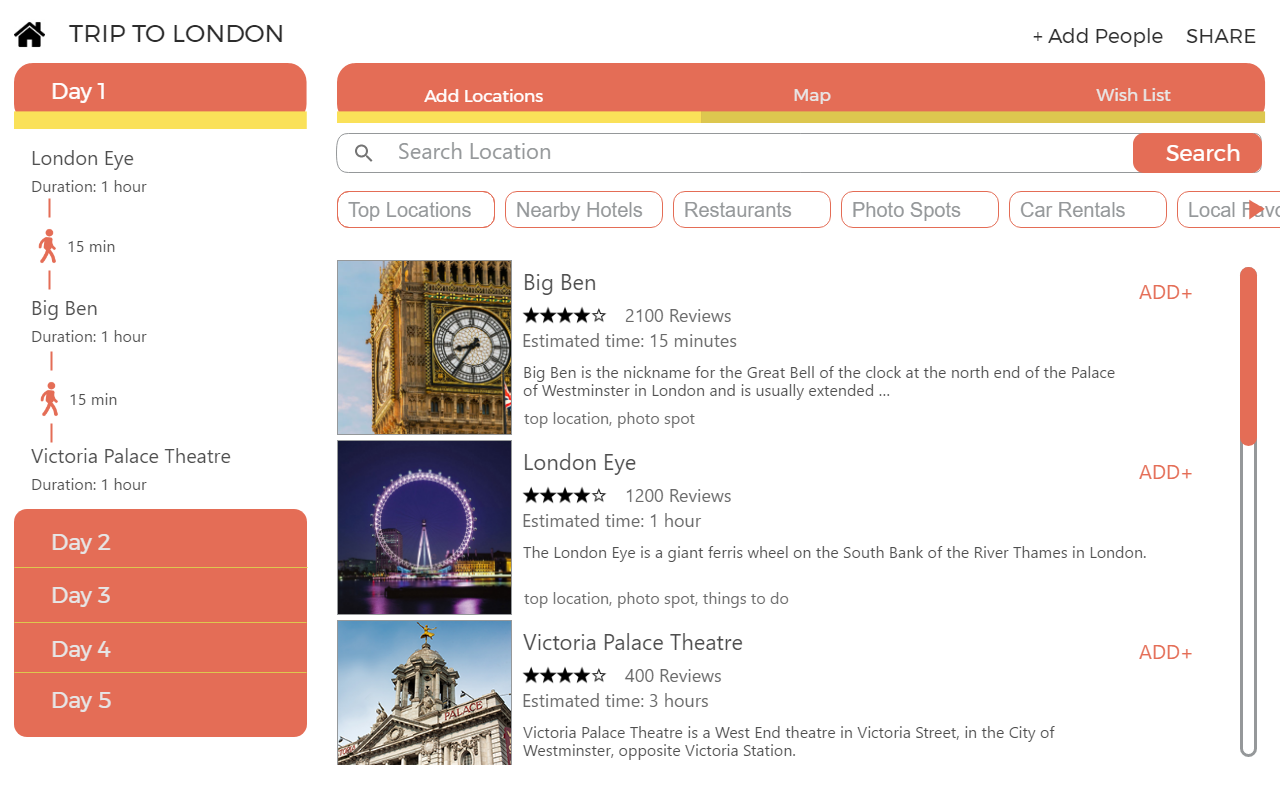 TRIP TO LONDON
+ Add People
SHARE
Day 1
London Eye
Duration: 1 hour
15 min
Big Ben
Duration: 1 hour
15 min
Victoria Palace Theatre
Duration: 1 hour
Day 2
Day 3
Day 4
Day 5
Add Locations
Map
Wish List
Search Location
Search
Top Locations
Nearby Hotels
Restaurants
Photo Spots
Car Rentals
Local
Big Ben
2100 Reviews
Estimated time: 15 minutes
ADD+
Big Ben is the nickname for the Great Bell of the clock at the north end of the Palace
of Westminster in London and is usually extended ...
top location, photo spot
London Eye
1200 Reviews
Estimated time: 1 hour
ADD+
The London Eye is a giant ferris wheel on the South Bank of the River Thames in London.
top location, photo spot, things to do
PALACE
Victoria Palace Theatre
400 Reviews
Estimated time: 3 hours
ADD+
Victoria Palace Theatre is a West End theatre in Victoria Street, in the City of
Westminster, opposite Victoria Station.